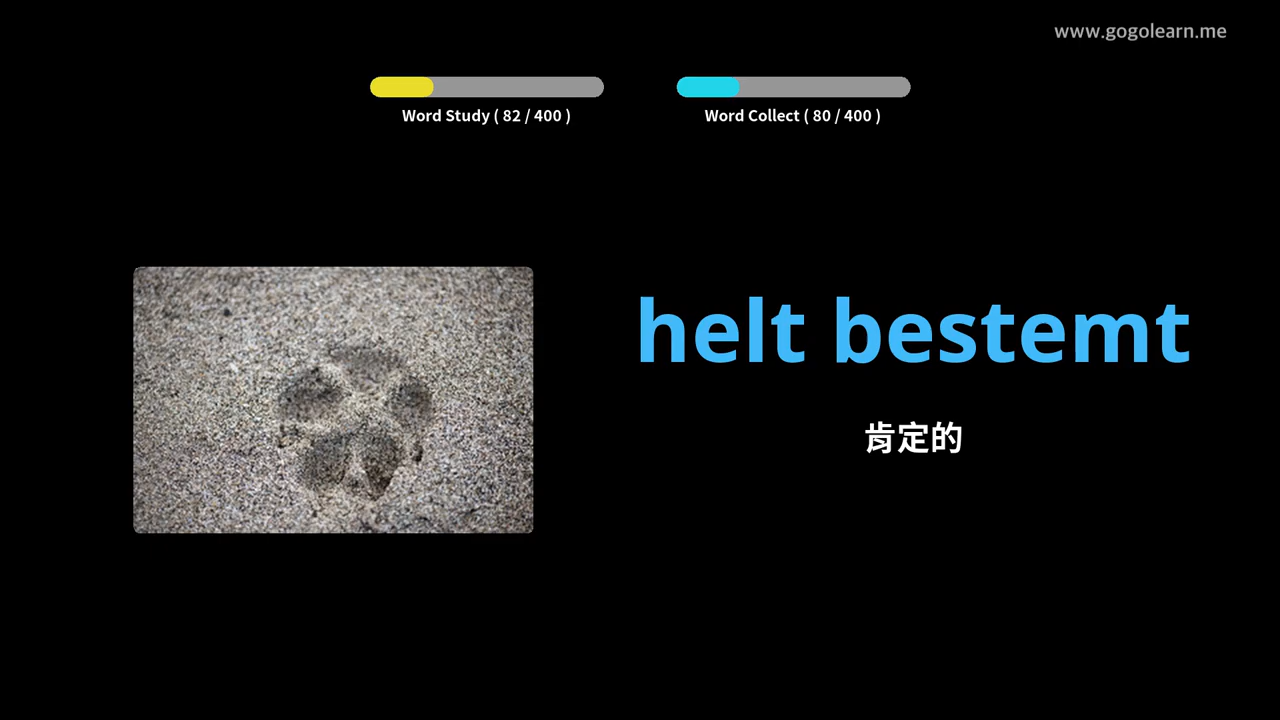 www.gogolearn.me
Word Study ( 82 / 400 )
Word Collect ( 80 / 400 )
helt bestemt
肯定的